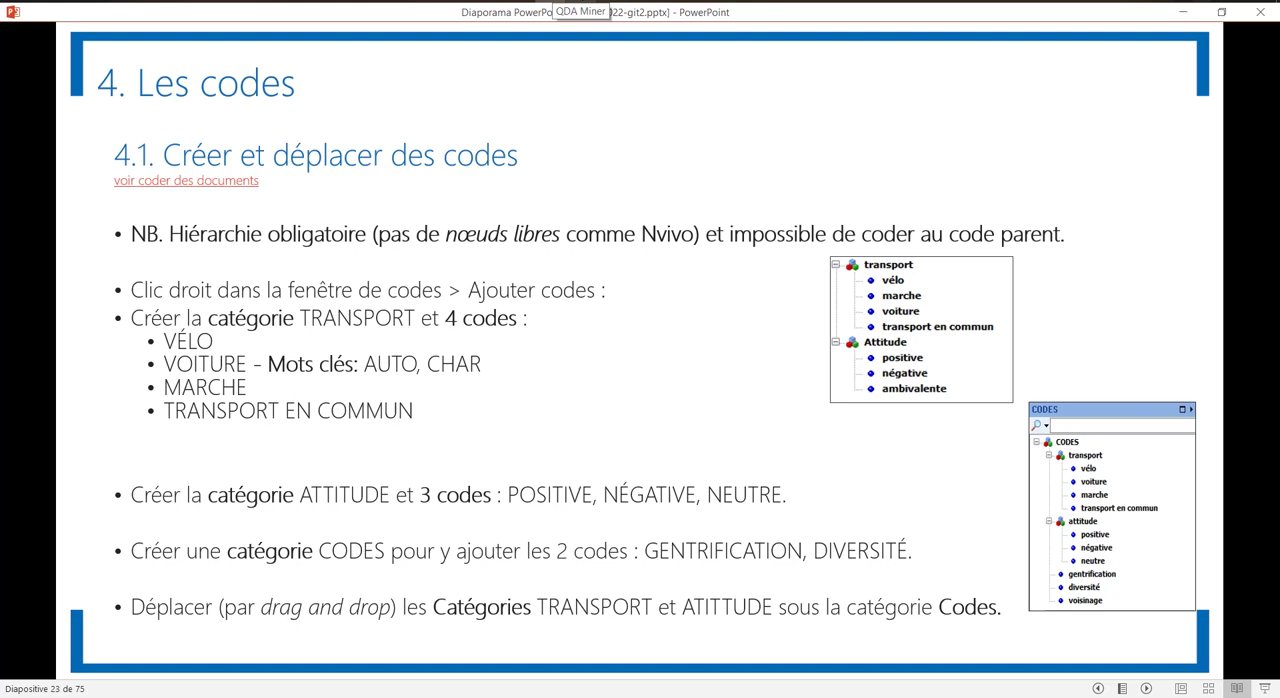 Diaporama PowerPo
QDA Miner
022-git2.pptx] - PowerPoint
4. Les codes
4.1. Créer et déplacer des codes
voir coder des documents
• NB. Hiérarchie obligatoire (pas de nœuds libres comme Nvivo) et impossible de coder au code parent.
• Clic droit dans la fenêtre de codes > Ajouter codes :
• Créer la catégorie TRANSPORT et 4 codes :
• VÉLO
• VOITURE - Mots clés: AUTO, CHAR
• MARCHE
• TRANSPORT EN COMMUN
transport
vélo
marche
voiture
transport en commun
Attitude
positive
négative
ambivalente
• Créer la catégorie ATTITUDE et 3 codes : POSITIVE, NÉGATIVE, NEUTRE.
• Créer une catégorie CODES pour y ajouter les 2 codes : GENTRIFICATION, DIVERSITÉ.
• Déplacer (par drag and drop) les Catégories TRANSPORT et ATITTUDE sous la catégorie Codes.
CODES
CODES
transport
vélo
voiture
marche
transport en commun
attitude
positive
négative
neutre
gentrification
diversité
voisinage
Diapositive 23 de 75